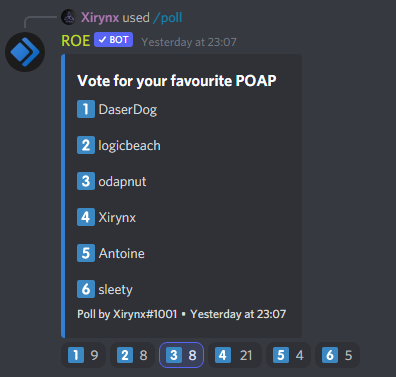 Xirynx used /poll
ROE ✓ BOT Yesterday at 23:07
Vote for your favourite POAP
1 DaserDog
2 logicbeach
3 odapnut
4 Xirynx
5 Antoine
6 sleety
Poll by Xirynx#1001 • Yesterday at 23:07
1 9 2 8 3 8 4 21 5 4 6 5